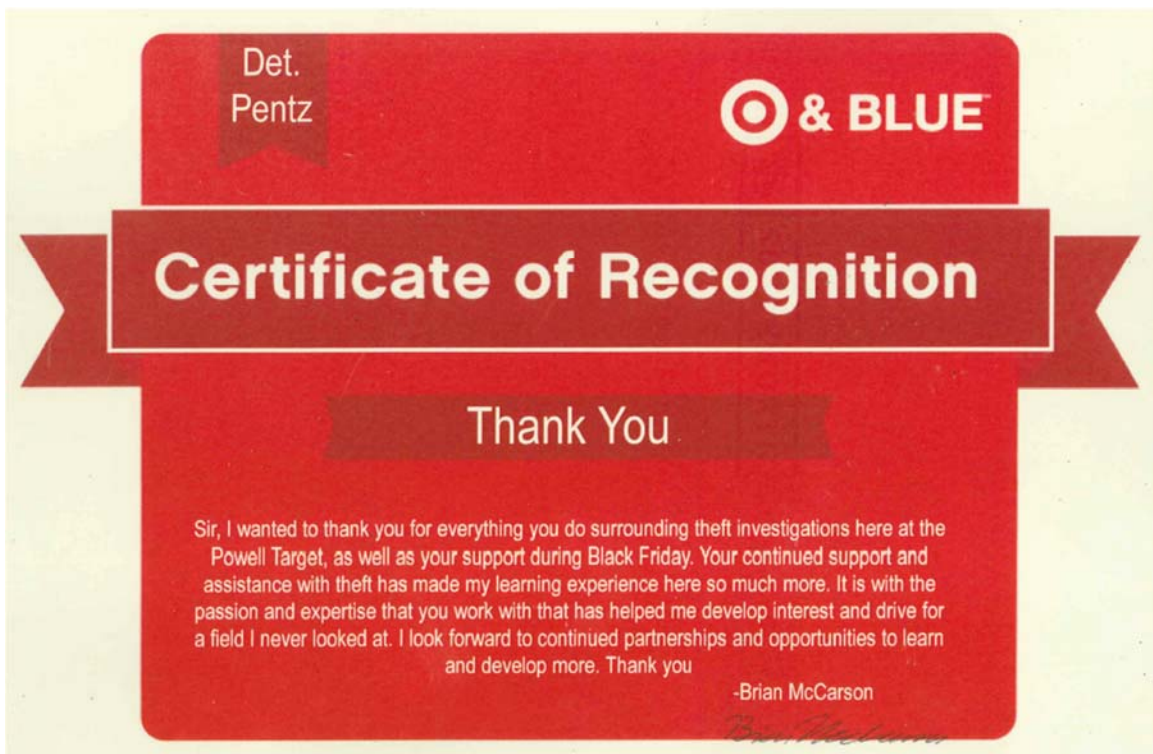 Det.
Pentz
& BLUE™
Certificate of Recognition
Thank You
Sir, I wanted to thank you for everything you do surrounding theft investigations here at the
Powell Target, as well as your support during Black Friday. Your continued support and
assistance with theft has made my learning experience here so much more. It is with the
passion and expertise that you work with that has helped me develop interest and drive for
a field I never looked at. I look forward to continued partnerships and opportunities to learn
and develop more. Thank you
-Brian McCarson